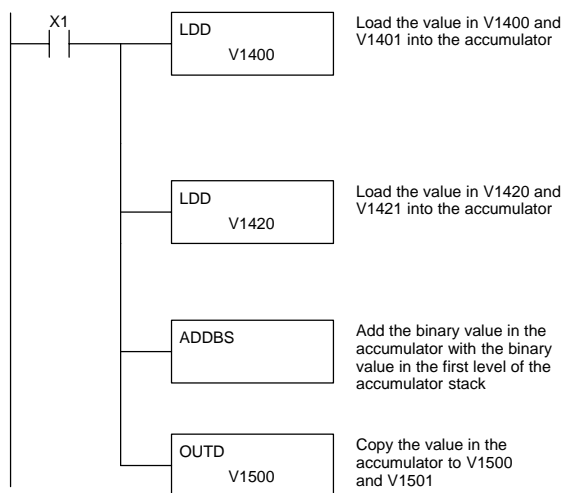 X1
LDD
V1400
Load the value in V1400 and
V1401 into the accumulator
LDD
V1420
Load the value in V1420 and
V1421 into the accumulator
ADDBS
Add the binary value in the
accumulator with the binary
value in the first level of the
accumulator stack
OUTD
V1500
Copy the value in the
accumulator to V1500
and V1501